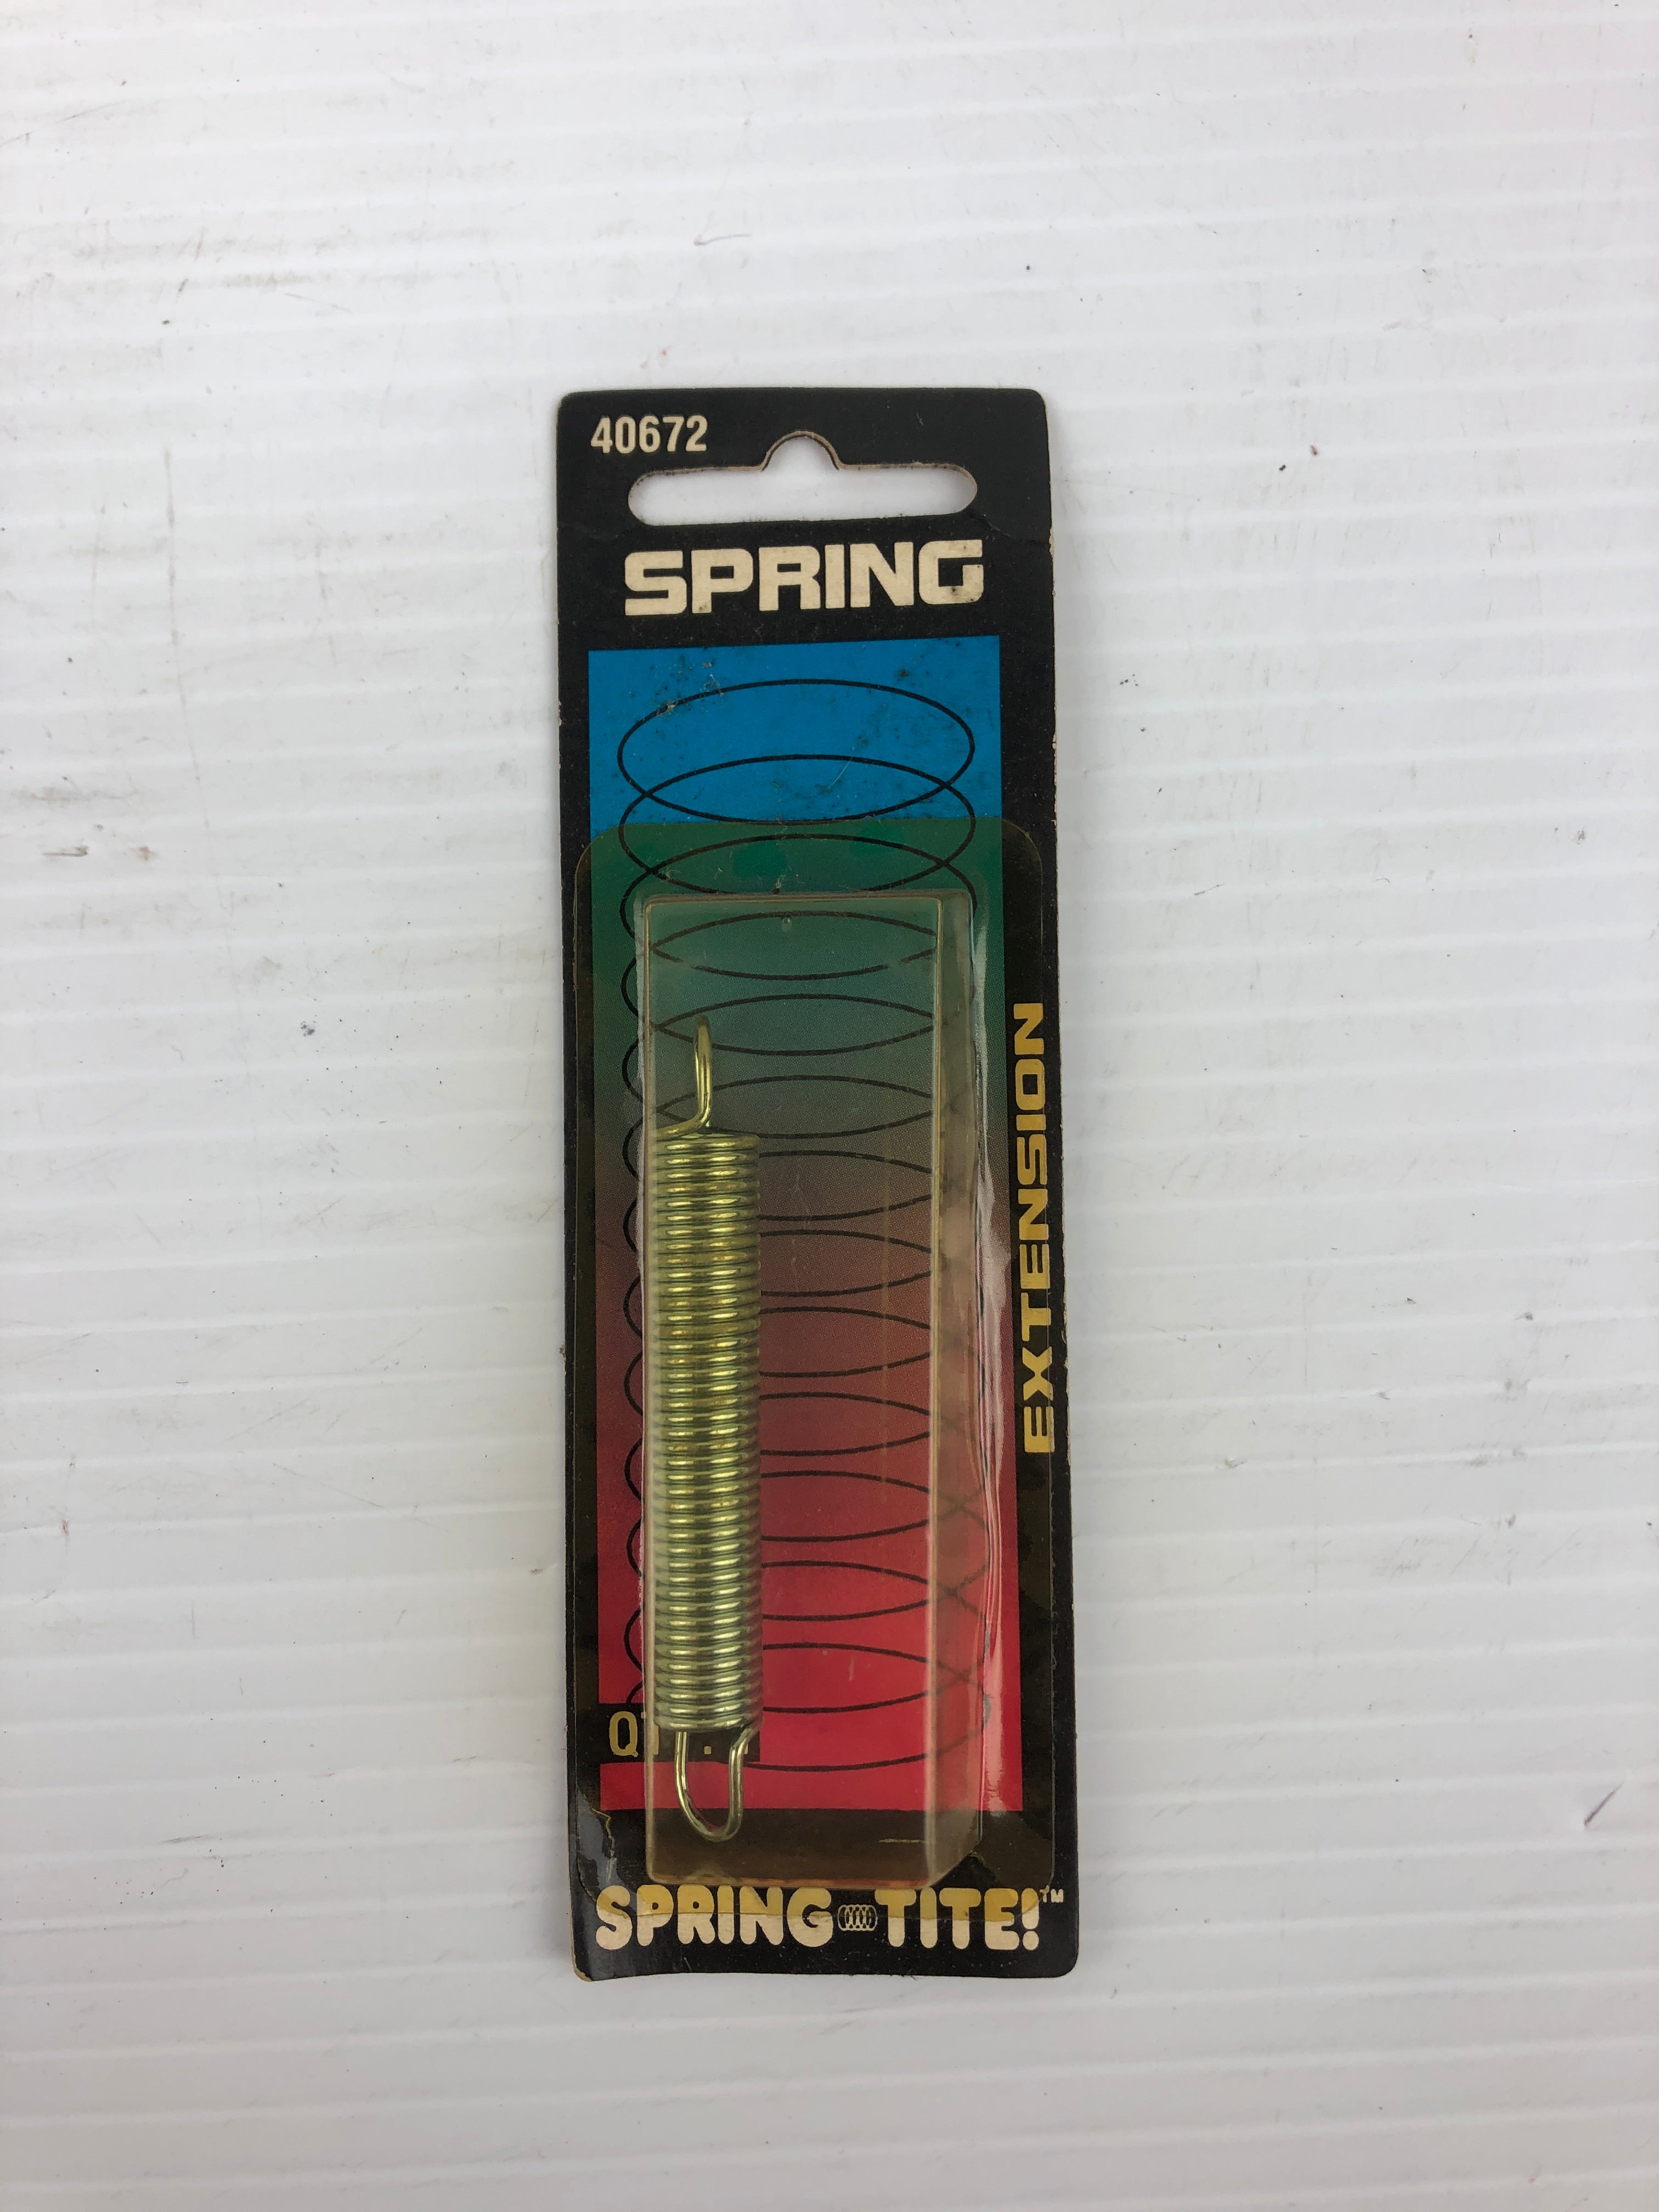 40672
SPRING
EXTENSION
SPRING-TITE!™